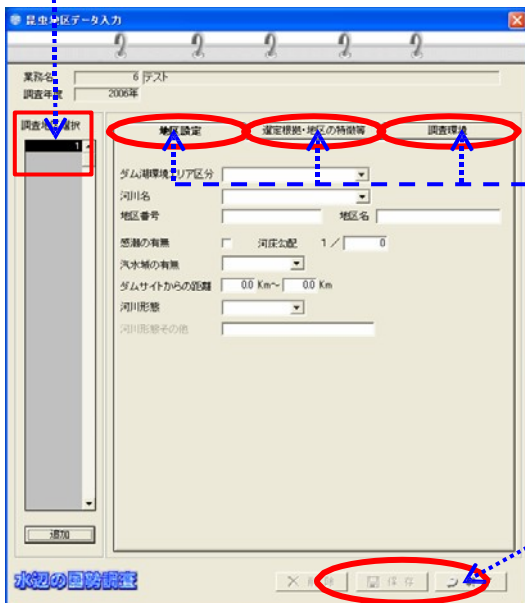 昆虫地区データ入力
業務名 6 テスト
調査年度 2006年
調査地区選択
1
地区設定 選定根拠・地区の特徴等 調査環境
ダム湖環境エリア区分
河川名
地区番号 地区名
感潮の有無 河床勾配 1／ 0
汽水域の有無
ダムサイトからの距離 0.0 Km～ 0.0 Km
河川形態
河川形態その他
追加
水辺の国勢調査
保存